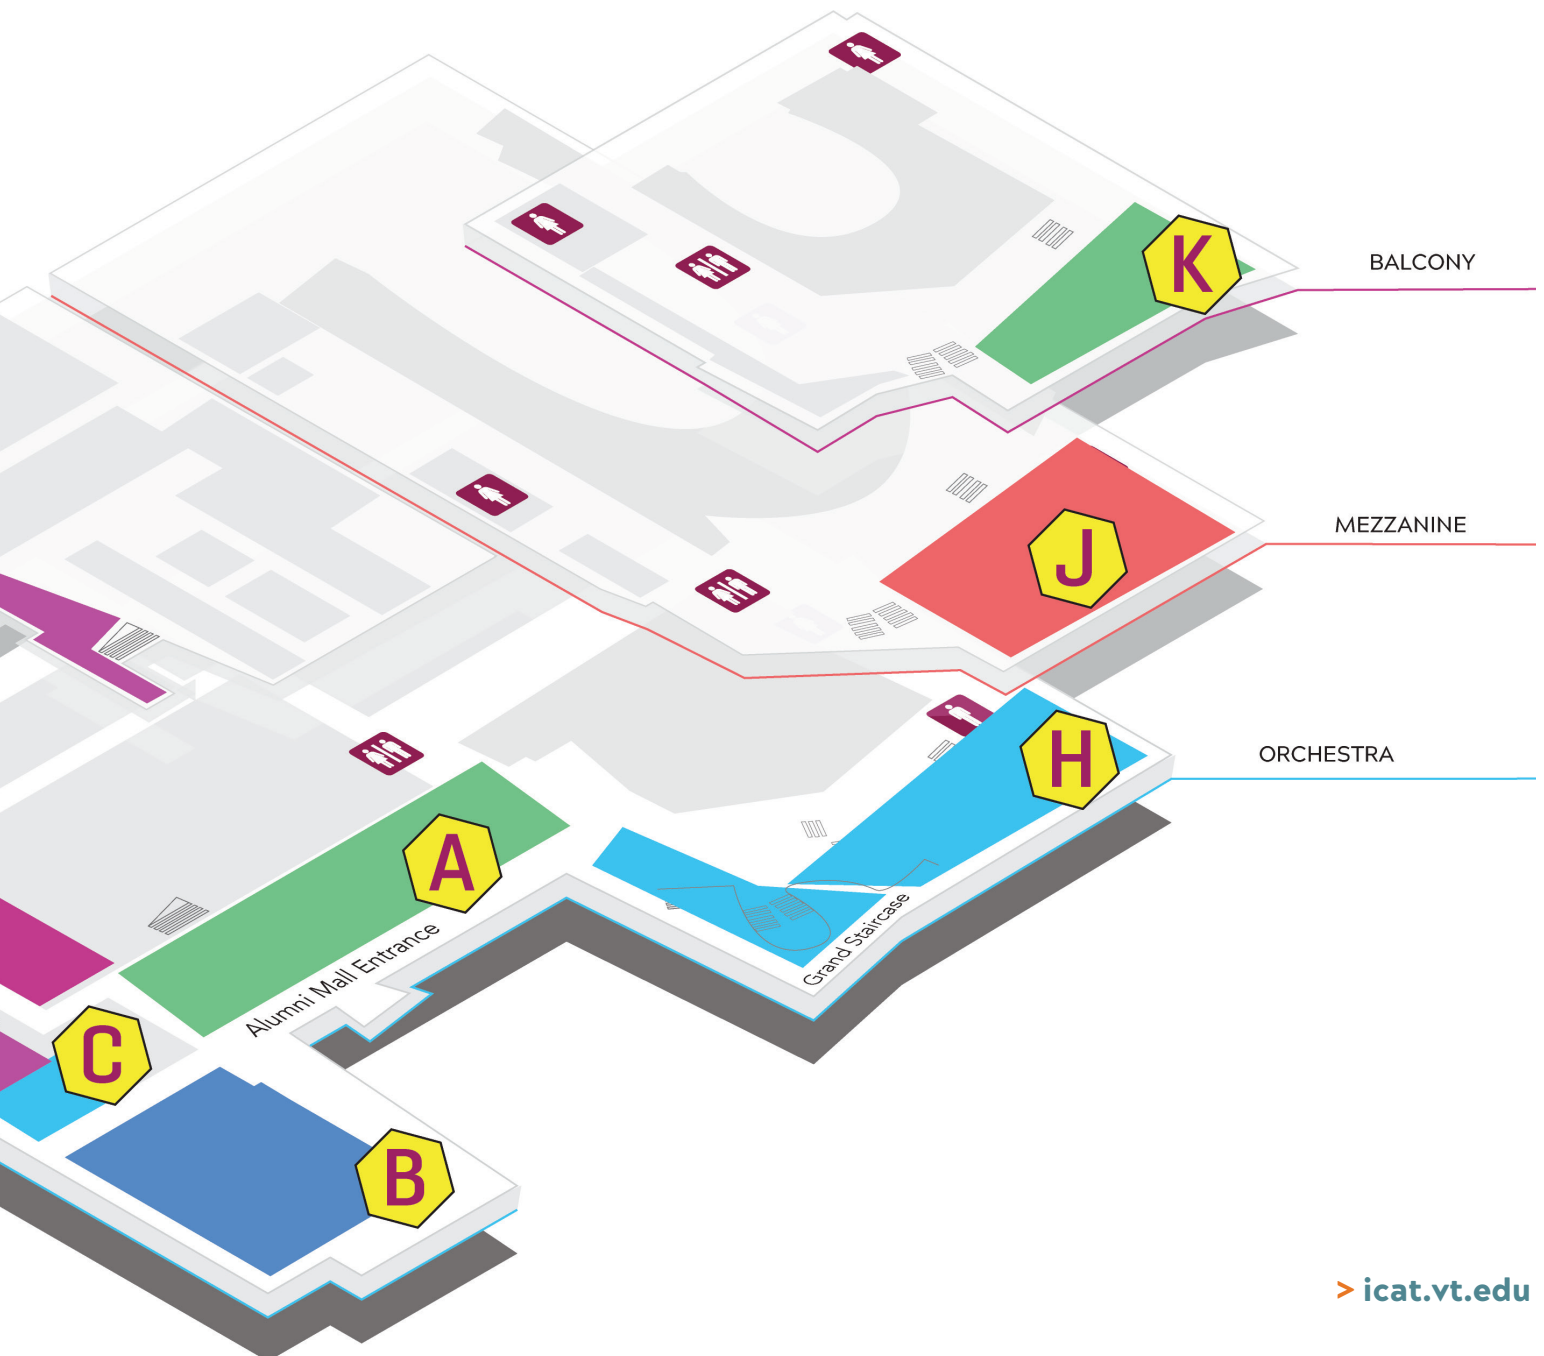 K
BALCONY
J
MEZZANINE
H
ORCHESTRA
A
Grand Staircase
Alumni Mall Entrance
C
B
> icat.vt.edu